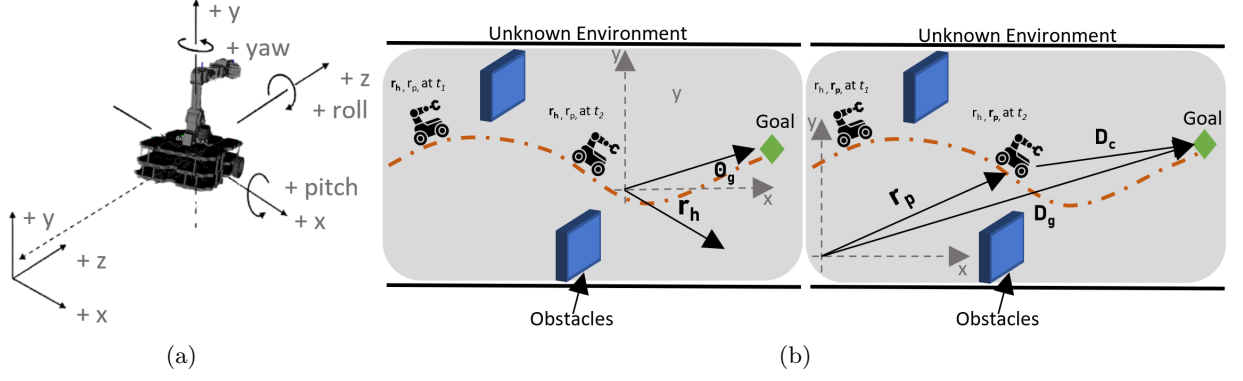 + y
+ yaw
+ z
+ roll
+ pitch
+ x
+ y
+ z
+ x
(a)
Unknown Environment
r_h, r_p, at t_1
y
y
r_h, r_p, at t_2
Goal
θ_g
x
r_h
Obstacles
Unknown Environment
r_h, r_p, at t_1
y
r_h, r_p, at t_2
Goal
D_c
r_p
D_g
x
Obstacles
(b)